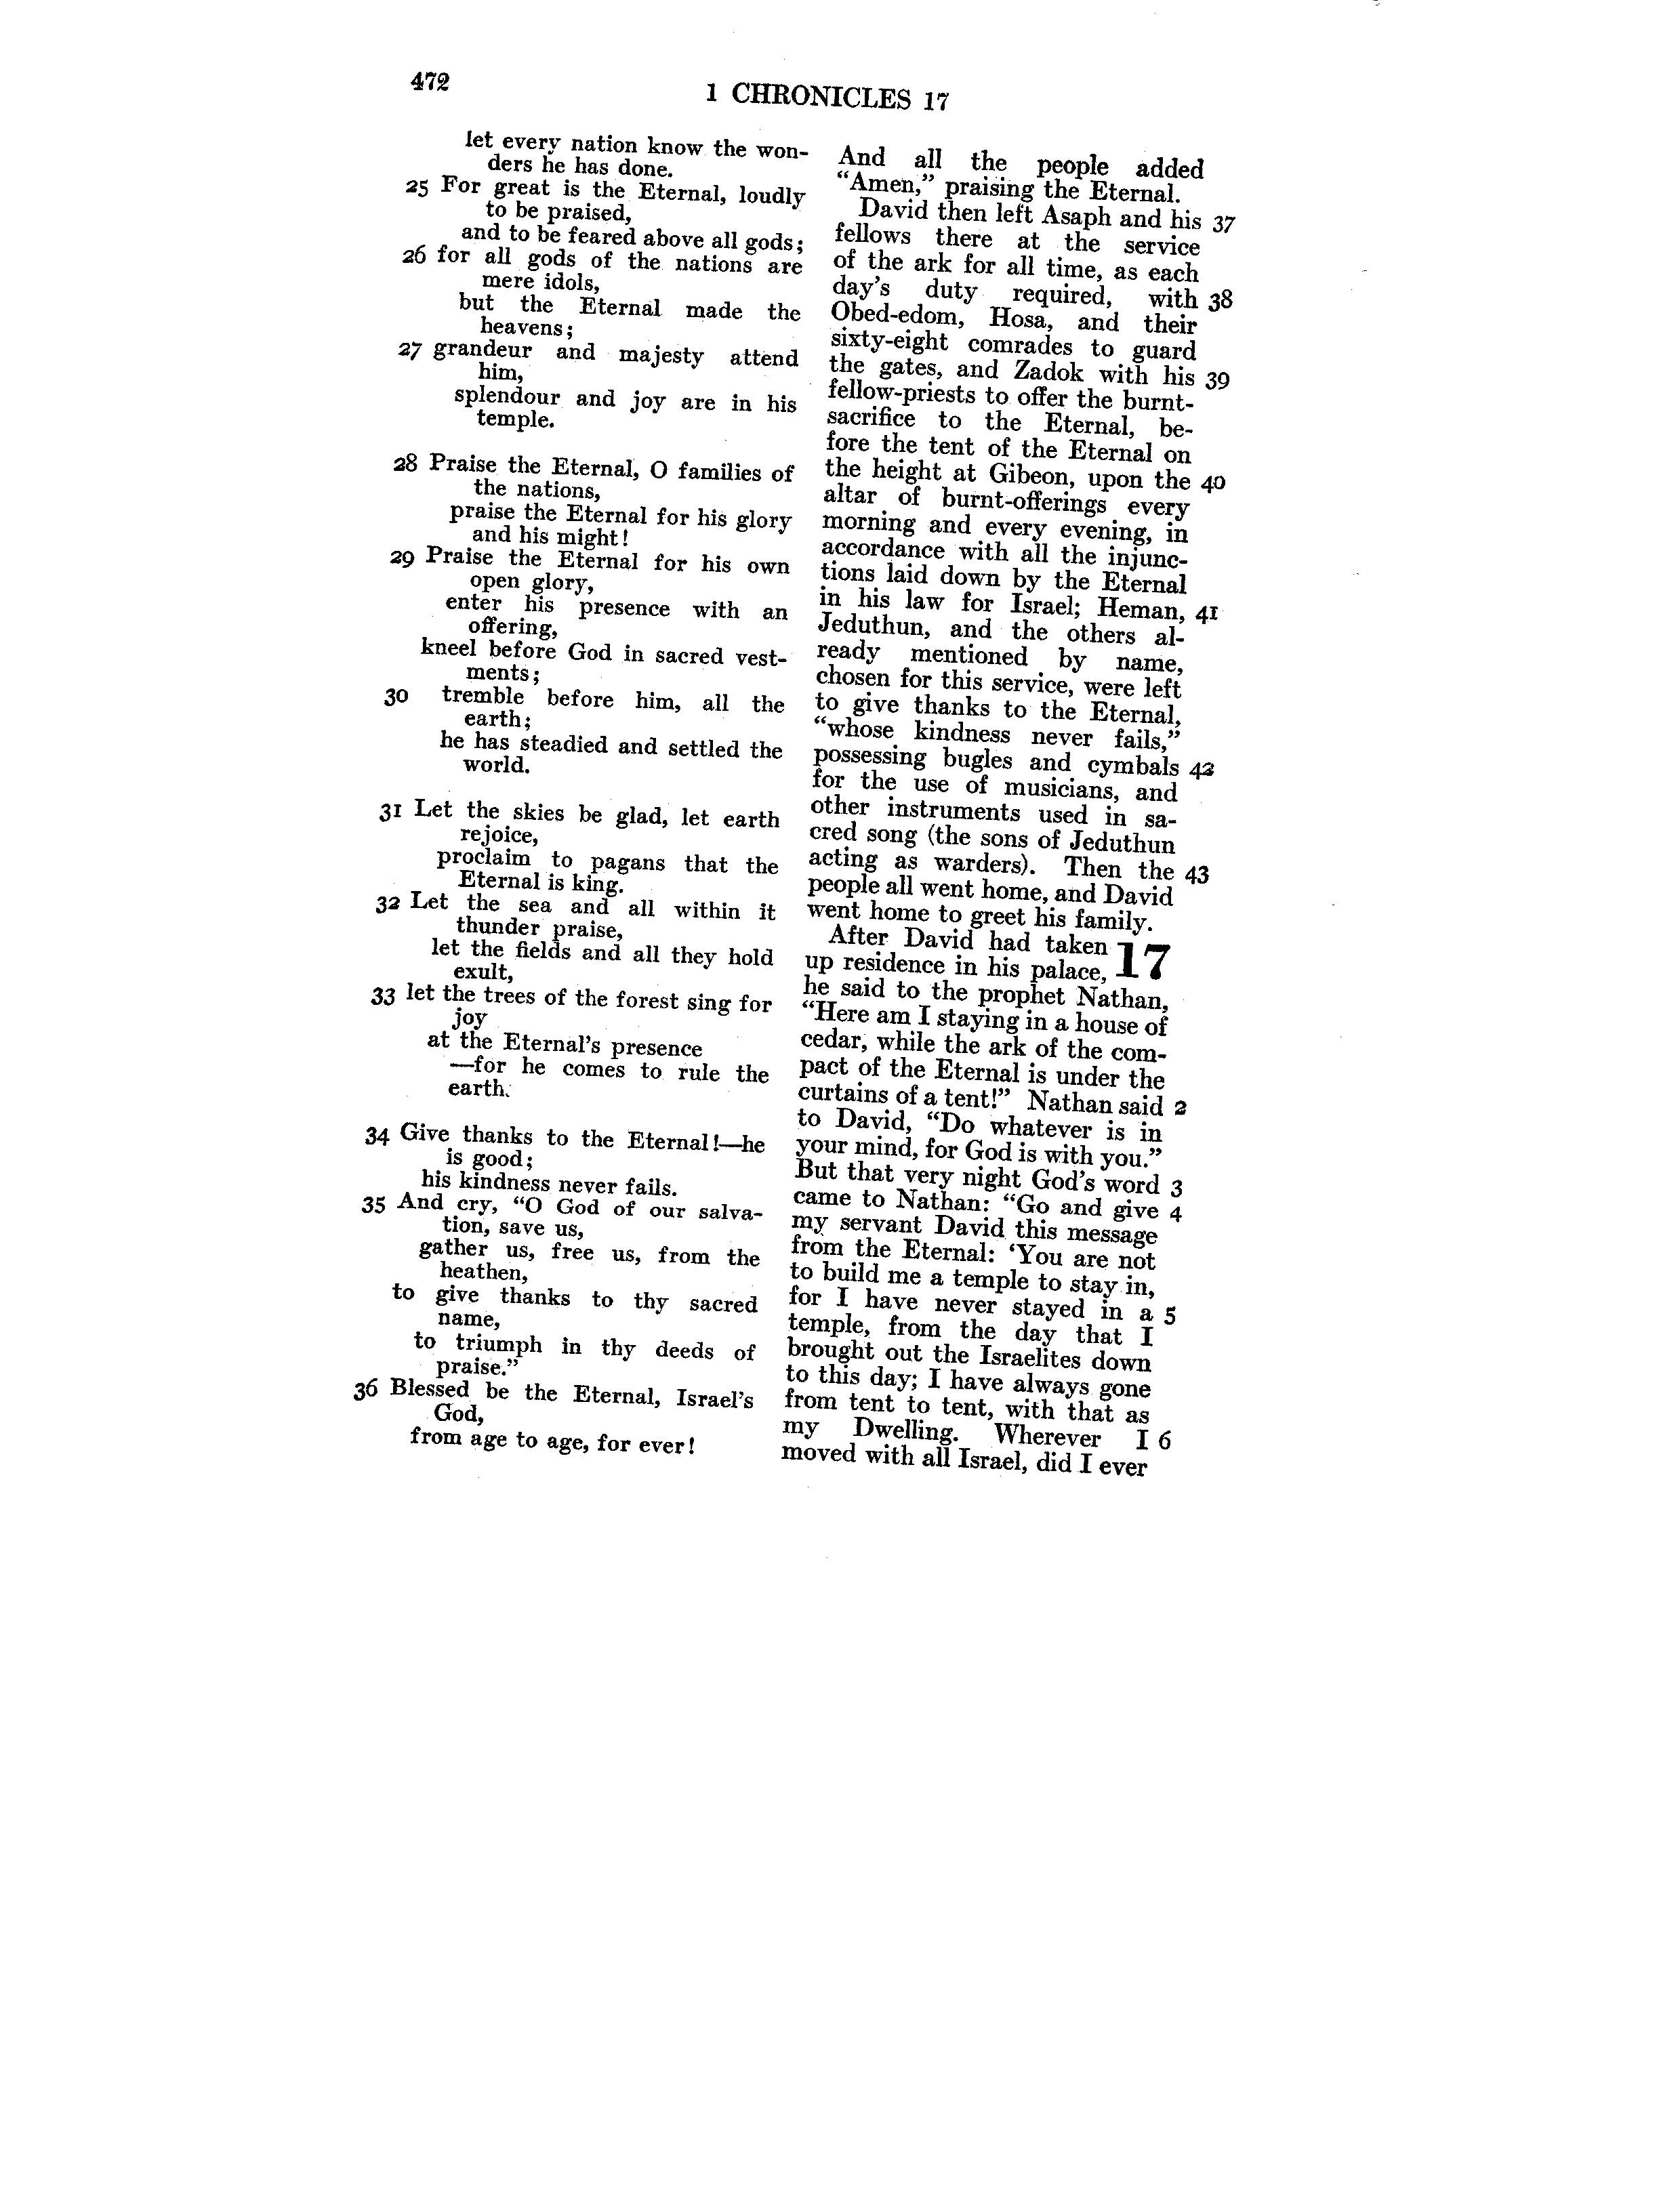 472
1 CHRONICLES 17
let every nation know the won-
ders he has done.
25 For great is the Eternal, loudly
to be praised,
and to be feared above all gods;
26 for all gods of the nations are
mere idols,
but the Eternal made the
heavens;
27 grandeur and majesty attend
him,
splendour and joy are in his
temple.
28 Praise the Eternal, O families of
the nations,
praise the Eternal for his glory
and his might!
29 Praise the Eternal for his own
open glory,
enter his presence with an
offering,
kneel before God in sacred vest-
ments;
30 tremble before him, all the
earth;
he has steadied and settled the
world.
31 Let the skies be glad, let earth
rejoice,
proclaim to pagans that the
Eternal is king.
32 Let the sea and all within it
thunder praise,
let the fields and all they hold
exult,
33 let the trees of the forest sing for
joy
at the Eternal's presence
—for he comes to rule the
earth.
34 Give thanks to the Eternal!—he
is good;
his kindness never fails.
35 And cry, “O God of our salva-
tion, save us,
gather us, free us, from the
heathen,
to give thanks to thy sacred
name,
to triumph in thy deeds of
praise.”
36 Blessed be the Eternal, Israel's
God,
from age to age, for ever!
And all the people added
“Amen,” praising the Eternal.
David then left Asaph and his 37
fellows there at the service
of the ark for all time, as each
day's duty required, with 38
Obed-edom, Hosa, and their
sixty-eight comrades to guard
the gates, and Zadok with his 39
fellow-priests to offer the burnt-
sacrifice to the Eternal, be-
fore the tent of the Eternal on
the height at Gibeon, upon the 40
altar of burnt-offerings every
morning and every evening, in
accordance with all the injunc-
tions laid down by the Eternal
in his law for Israel; Heman, 41
Jeduthun, and the others al-
ready mentioned by name,
chosen for this service, were left
to give thanks to the Eternal,
“whose kindness never fails,”
possessing bugles and cymbals 42
for the use of musicians, and
other instruments used in sa-
cred song (the sons of Jeduthun
acting as warders). Then the 43
people all went home, and David
went home to greet his family.
After David had taken 17
up residence in his palace,
he said to the prophet Nathan,
“Here am I staying in a house of
cedar, while the ark of the com-
pact of the Eternal is under the
curtains of a tent!” Nathan said 2
to David, “Do whatever is in
your mind, for God is with you.”
But that very night God's word 3
came to Nathan: “Go and give 4
my servant David this message
from the Eternal: ‘You are not
to build me a temple to stay in,
for I have never stayed in a 5
temple, from the day that I
brought out the Israelites down
to this day; I have always gone
from tent to tent, with that as
my Dwelling. Wherever I 6
moved with all Israel, did I ever